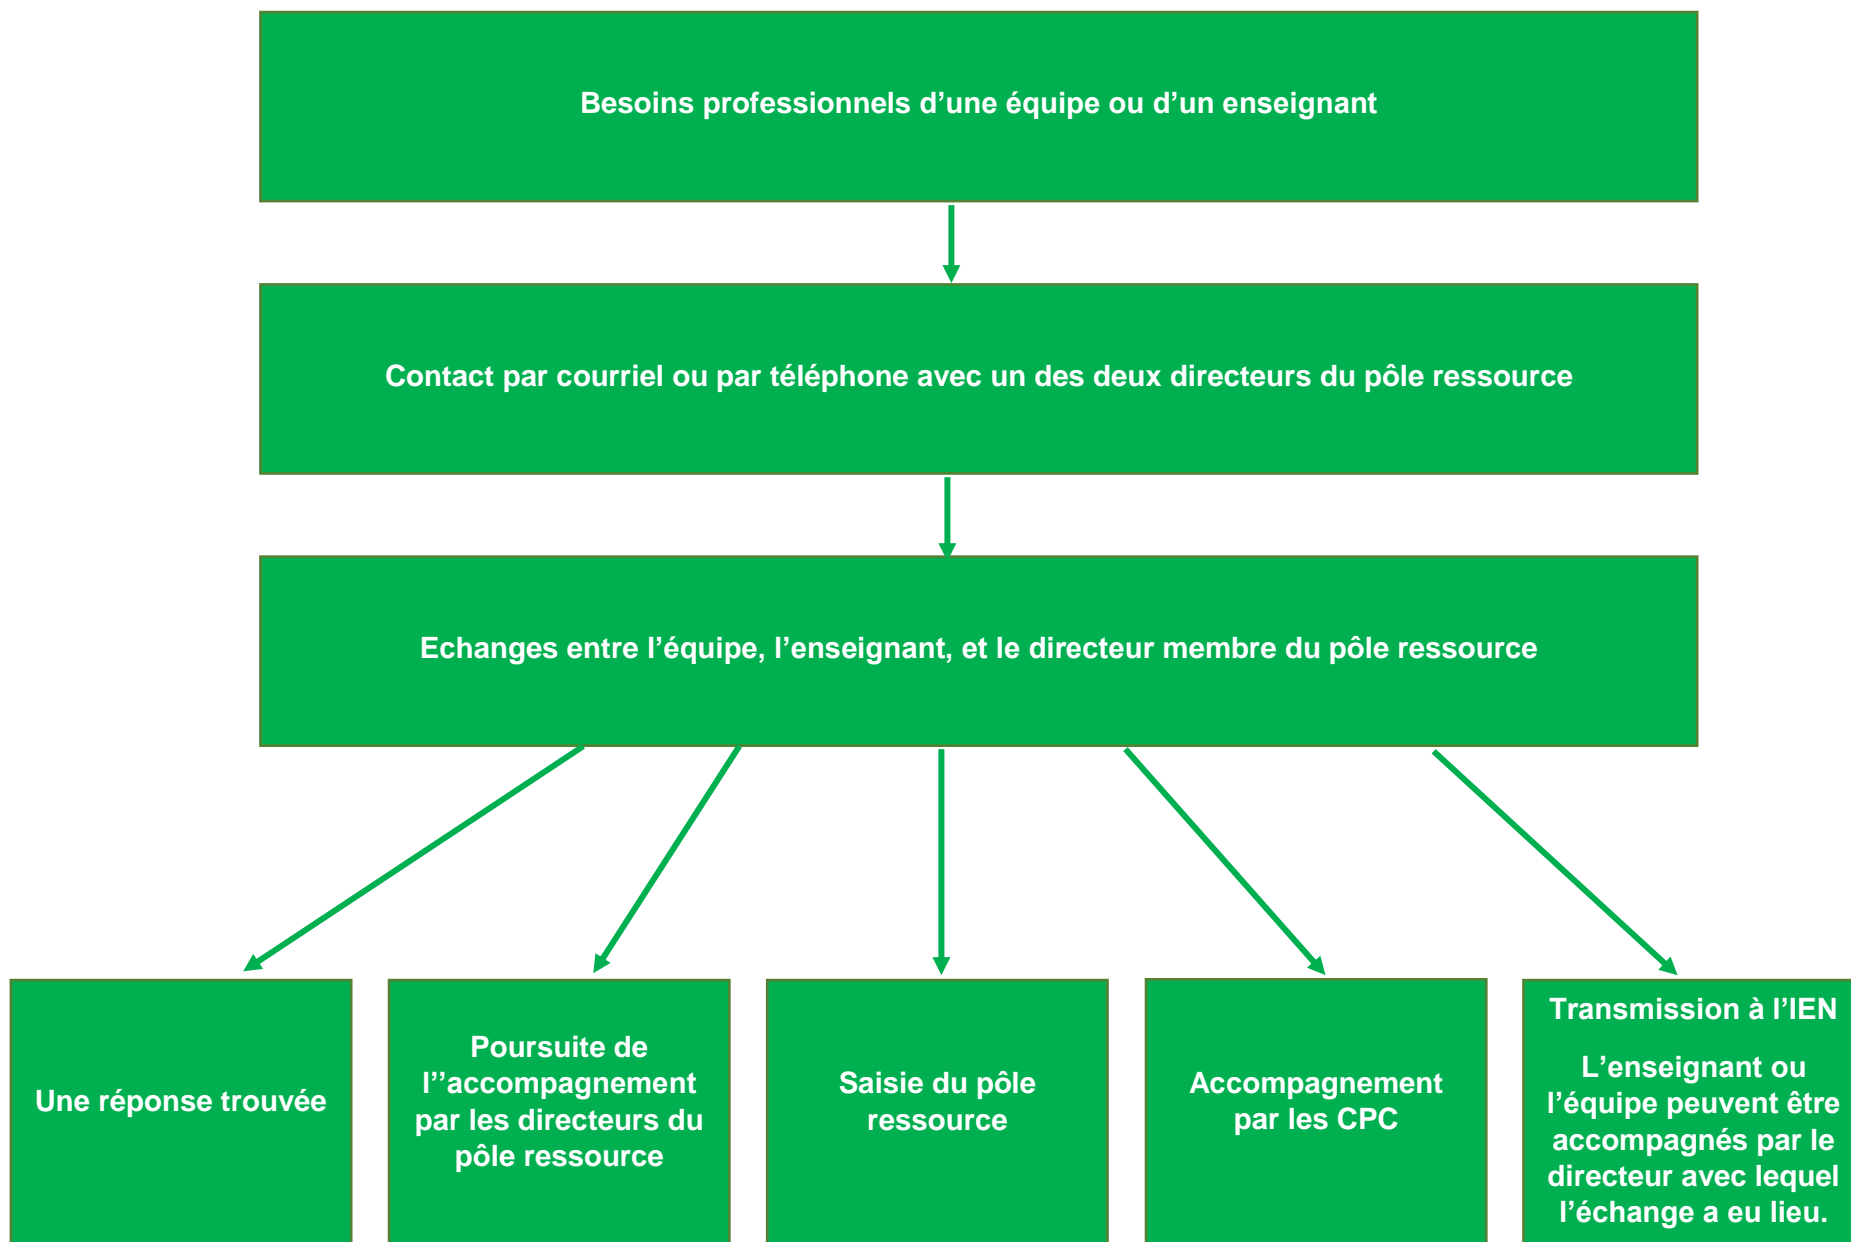 Besoins professionnels d’une équipe ou d’un enseignant
Contact par courriel ou par téléphone avec un des deux directeurs du pôle ressource
Echanges entre l’équipe, l’enseignant, et le directeur membre du pôle ressource
Une réponse trouvée
Poursuite de
l’’accompagnement
par les directeurs du
pôle ressource
Saisie du pôle
ressource
Accompagnement
par les CPC
Transmission à l’IEN
L’enseignant ou
l’équipe peuvent être
accompagnés par le
directeur avec lequel
l’échange a eu lieu.